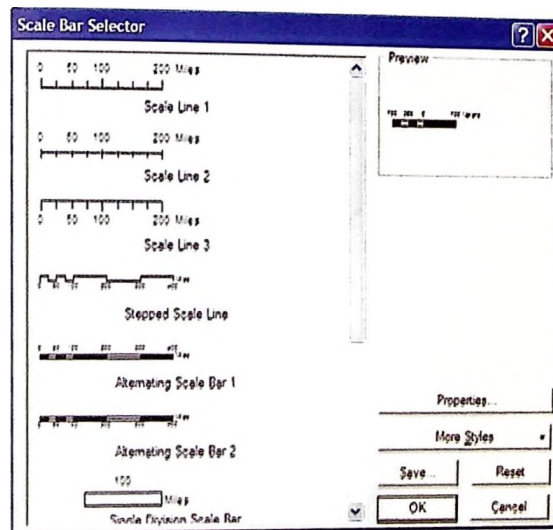 Scale Bar Selector
0 50 100 200 Miles
Scale Line 1
0 50 100 200 Miles
Scale Line 2
0 50 100 200 Miles
Scale Line 3
Stepped Scale Line
Alternating Scale Bar 1
Alternating Scale Bar 2
100
Miles
Single Division Scale Bar
Preview
Properties...
More Styles
Save...
Reset
OK
Cancel